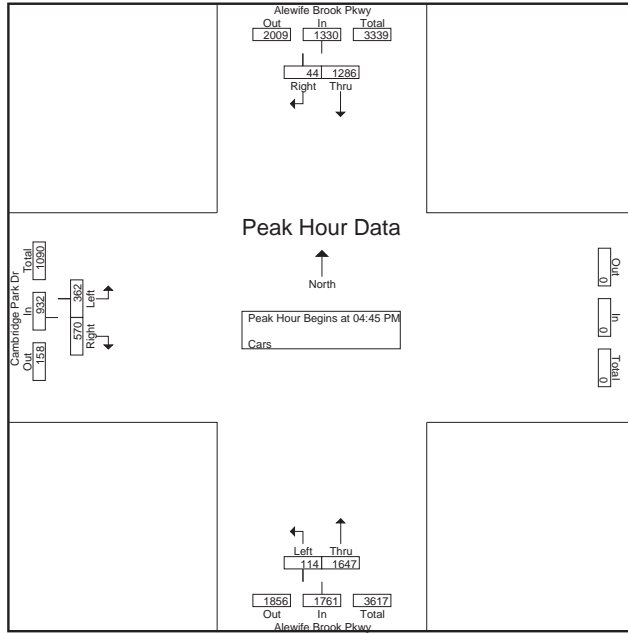 Alewife Brook Pkwy
Out In Total
2009 1330 3339
44 1286
Right Thru
Peak Hour Data
North
Peak Hour Begins at 04:45 PM
Cars
Cambridge Park Dr
Out In Total
158 932 1090
570 362
Right Left
Out In Total
0 0 0
Left Thru
114 1647
1856 1761 3617
Out In Total
Alewife Brook Pkwy